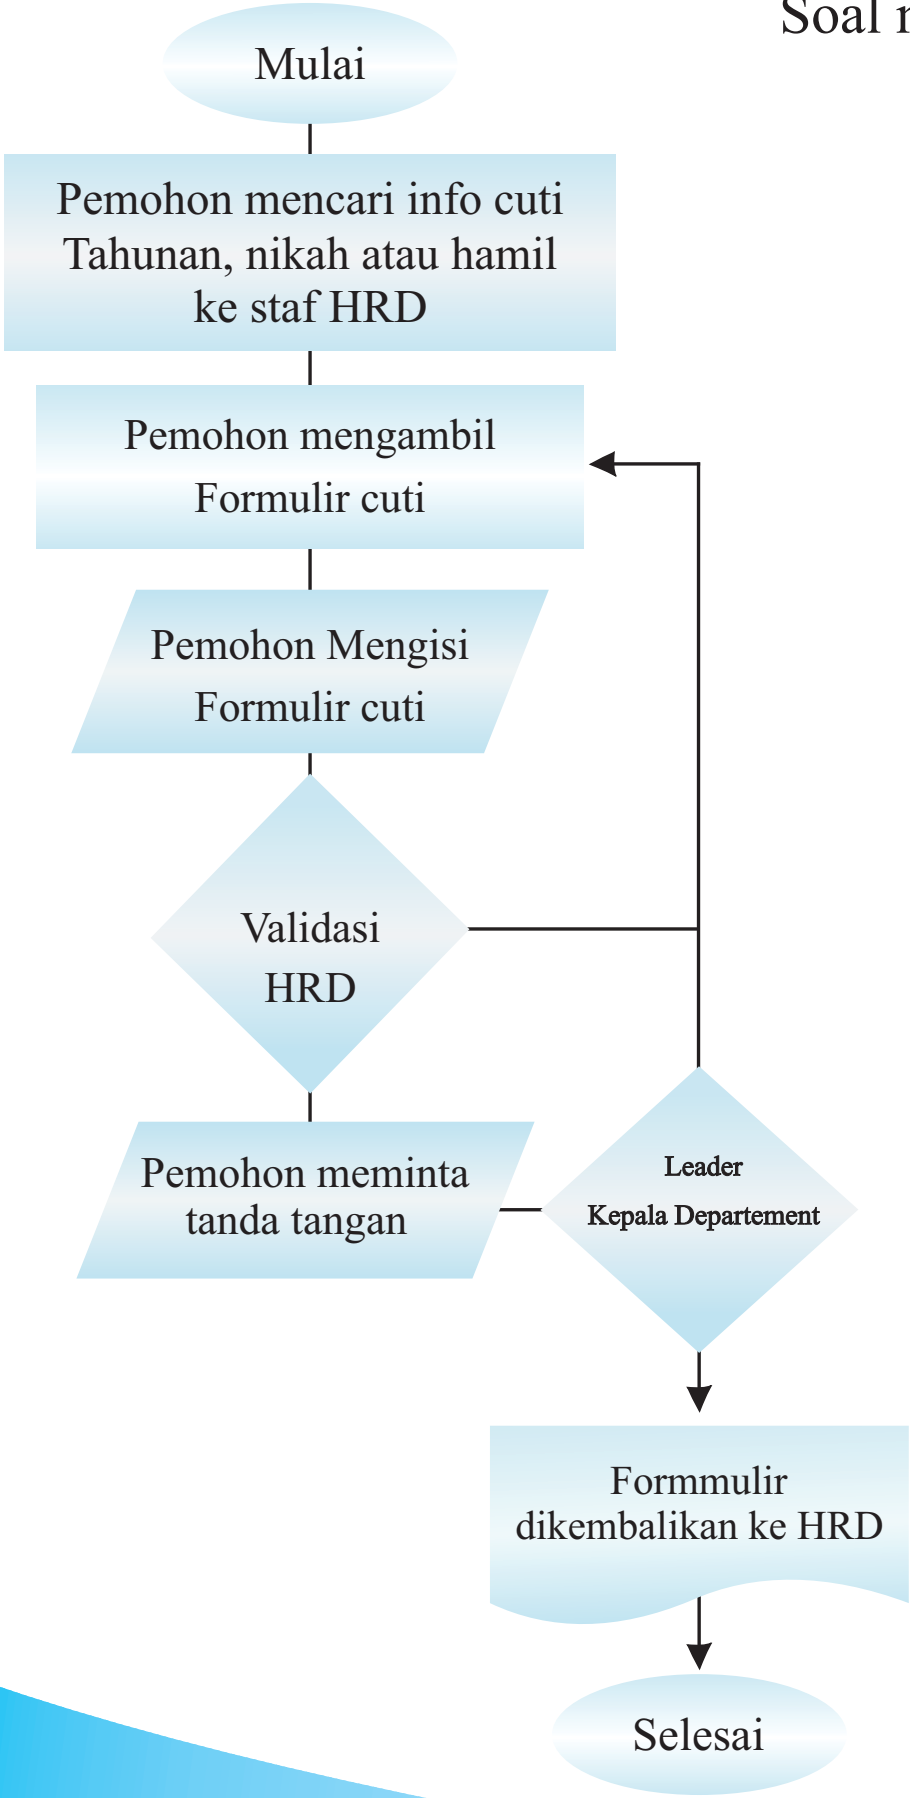 Soal
Mulai
Pemohon mencari info cuti
Tahunan, nikah atau hamil
ke staf HRD
Pemohon mengambil
Formulir cuti
Pemohon Mengisi
Formulir cuti
Validasi
HRD
Pemohon meminta
tanda tangan
Leader
Kepala Departement
Formmulir
dikembalikan ke HRD
Selesai